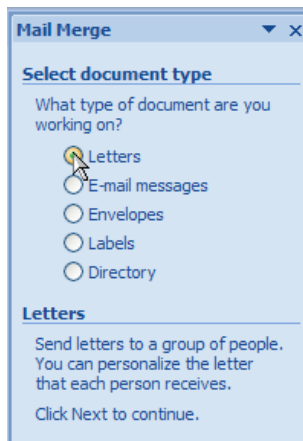 Mail Merge
Select document type
What type of document are you
working on?
Letters
E-mail messages
Envelopes
Labels
Directory
Letters
Send letters to a group of people.
You can personalize the letter
that each person receives.
Click Next to continue.